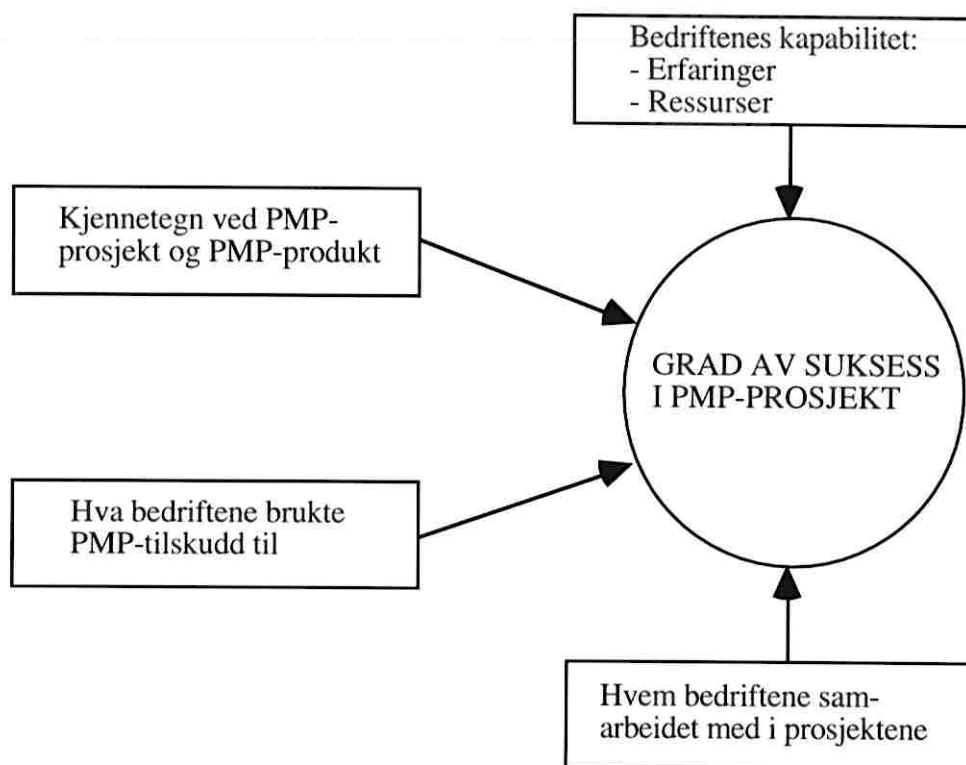 Bedriftenes kapabilitet:
- Erfaringer
- Ressurser
Kjennetegn ved PMP-
prosjekt og PMP-produkt
GRAD AV SUKSESS
I PMP-PROSJEKT
Hva bedriftene brukte
PMP-tilskudd til
Hvem bedriftene sam-
arbeidet med i prosjektene